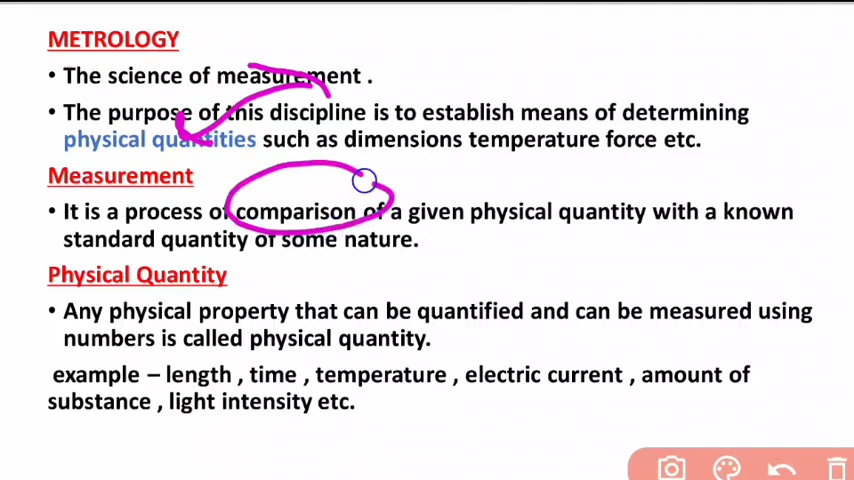 METROLOGY
• The science of measurement .
• The purpose of this discipline is to establish means of determining
physical quantities such as dimensions temperature force etc.
Measurement
• It is a process of comparison of a given physical quantity with a known
standard quantity of some nature.
Physical Quantity
• Any physical property that can be quantified and can be measured using
numbers is called physical quantity.
example – length , time , temperature , electric current , amount of
substance , light intensity etc.